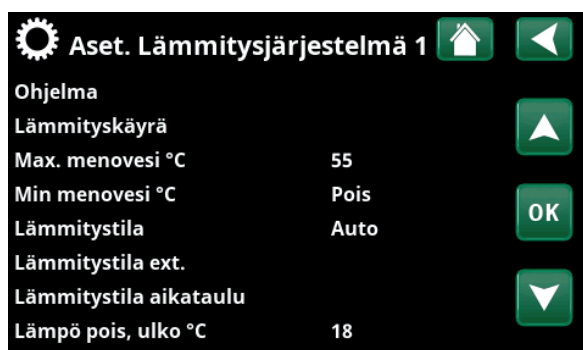 Aset. Lämmitysjärjestelmä 1
Ohjelma
Lämmityskäyrä
Max. menovesi °C 55
Min menovesi °C Pois
Lämmitystila Auto
OK
Lämmitystila ext.
Lämmitystila aikataulu
Lämpö pois, ulko °C 18